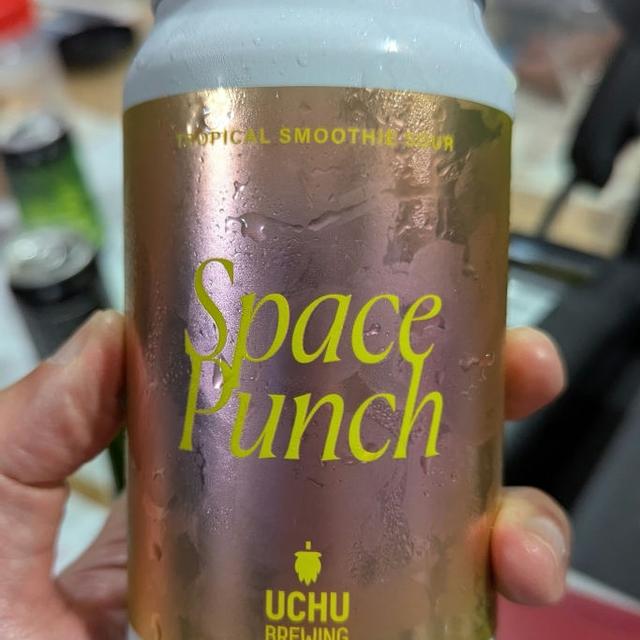 TROPICAL SMOOTHIE SOUR
Space
Punch
UCHU
BREWING